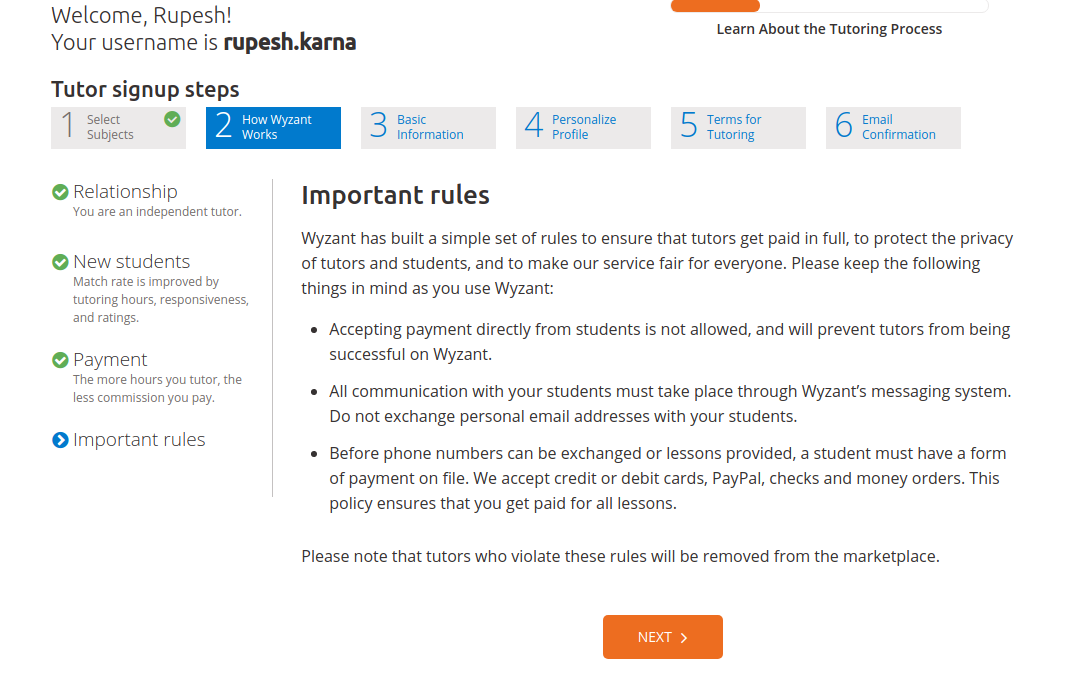 Welcome, Rupesh!
Your username is rupesh.karna
Learn About the Tutoring Process
Tutor signup steps
1 Select
Subjects
2 How Wyzant
Works
3 Basic
Information
4 Personalize
Profile
5 Terms for
Tutoring
6 Email
Confirmation
Relationship
You are an independent tutor.
New students
Match rate is improved by
tutoring hours, responsiveness,
and ratings.
Payment
The more hours you tutor, the
less commission you pay.
Important rules
Important rules
Wyzant has built a simple set of rules to ensure that tutors get paid in full, to protect the privacy
of tutors and students, and to make our service fair for everyone. Please keep the following
things in mind as you use Wyzant:
• Accepting payment directly from students is not allowed, and will prevent tutors from being
successful on Wyzant.
• All communication with your students must take place through Wyzant’s messaging system.
Do not exchange personal email addresses with your students.
• Before phone numbers can be exchanged or lessons provided, a student must have a form
of payment on file. We accept credit or debit cards, PayPal, checks and money orders. This
policy ensures that you get paid for all lessons.
Please note that tutors who violate these rules will be removed from the marketplace.
NEXT